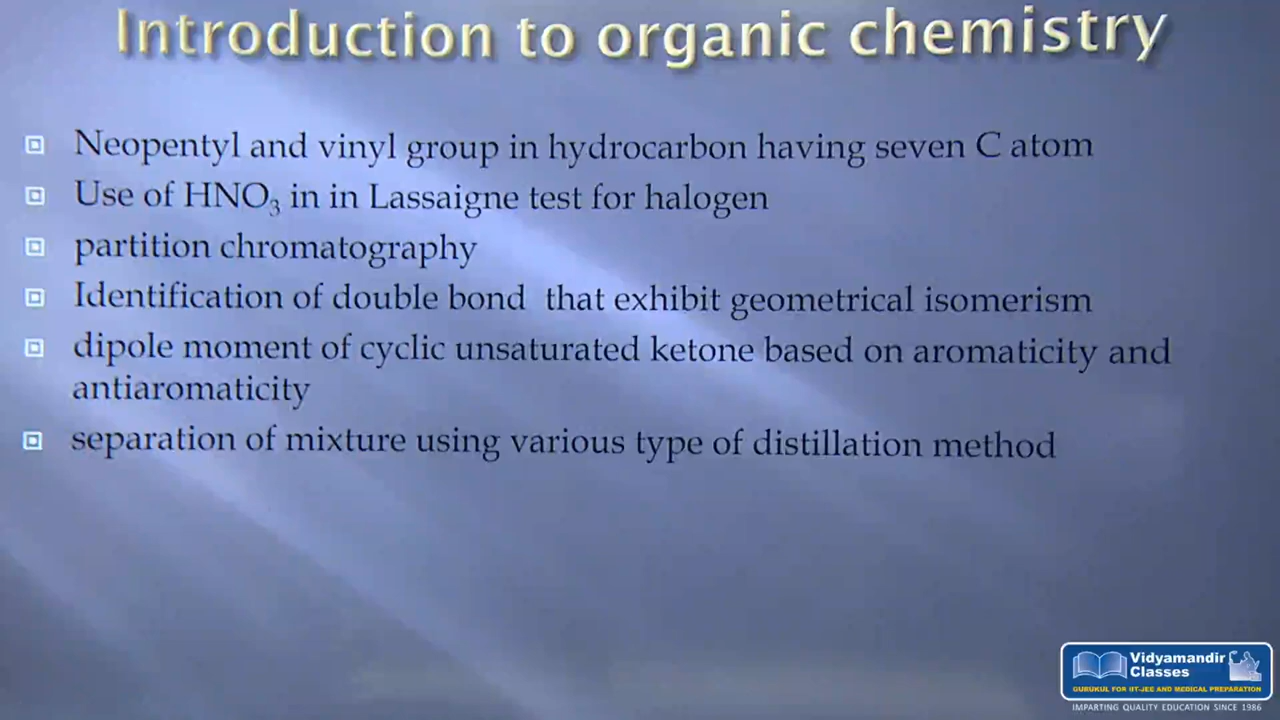 Introduction to organic chemistry
Neopentyl and vinyl group in hydrocarbon having seven C atom
Use of HNO₃ in in Lassaigne test for halogen
partition chromatography
Identification of double bond that exhibit geometrical isomerism
dipole moment of cyclic unsaturated ketone based on aromaticity and
antiaromaticity
separation of mixture using various type of distillation method
Vidyamandir
Classes
GURUKUL FOR IIT-JEE AND MEDICAL PREPARATION
IMPARTING QUALITY EDUCATION SINCE 1986